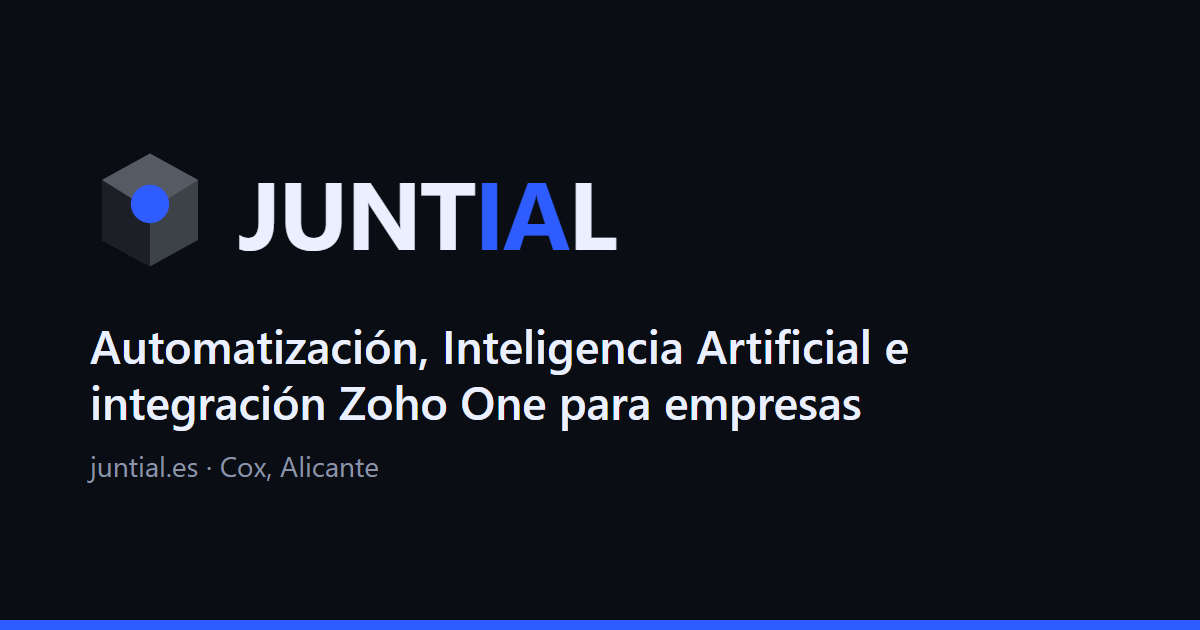 JUNTIAL
Automatización, Inteligencia Artificial e
integración Zoho One para empresas
juntial.es · Cox, Alicante